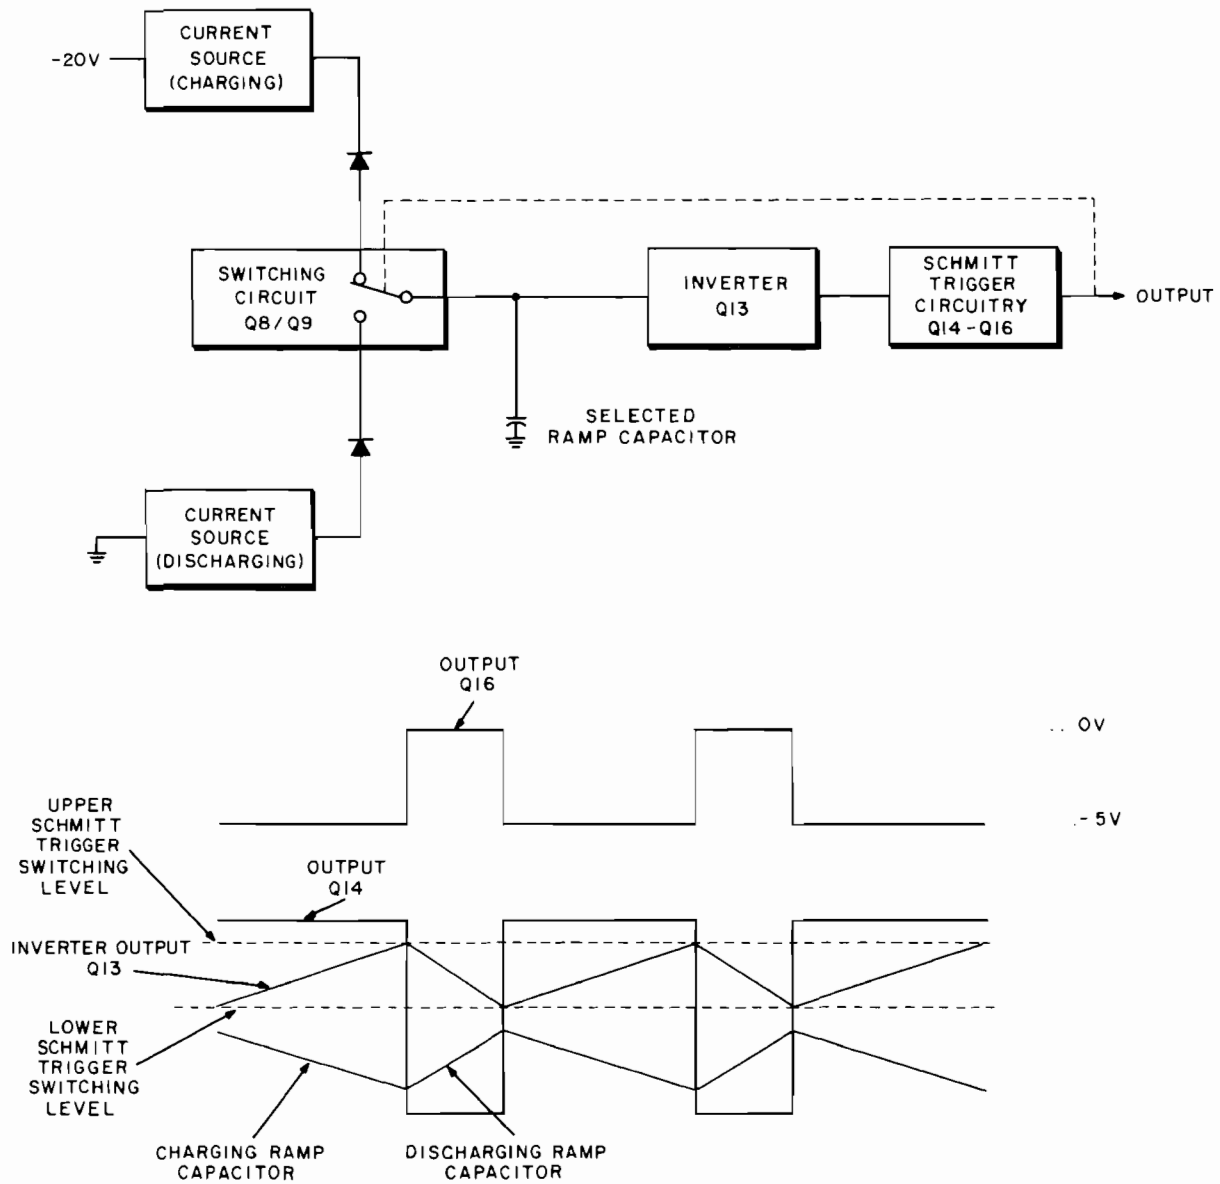 -20V
CURRENT
SOURCE
(CHARGING)
SWITCHING
CIRCUIT
Q8/Q9
INVERTER
Q13
SCHMITT
TRIGGER
CIRCUITRY
Q14-Q16
OUTPUT
SELECTED
RAMP CAPACITOR
CURRENT
SOURCE
(DISCHARGING)
OUTPUT
Q16
0V
-5V
UPPER
SCHMITT
TRIGGER
SWITCHING
LEVEL
OUTPUT
Q14
INVERTER OUTPUT
Q13
LOWER
SCHMITT
TRIGGER
SWITCHING
LEVEL
CHARGING RAMP
CAPACITOR
DISCHARGING RAMP
CAPACITOR